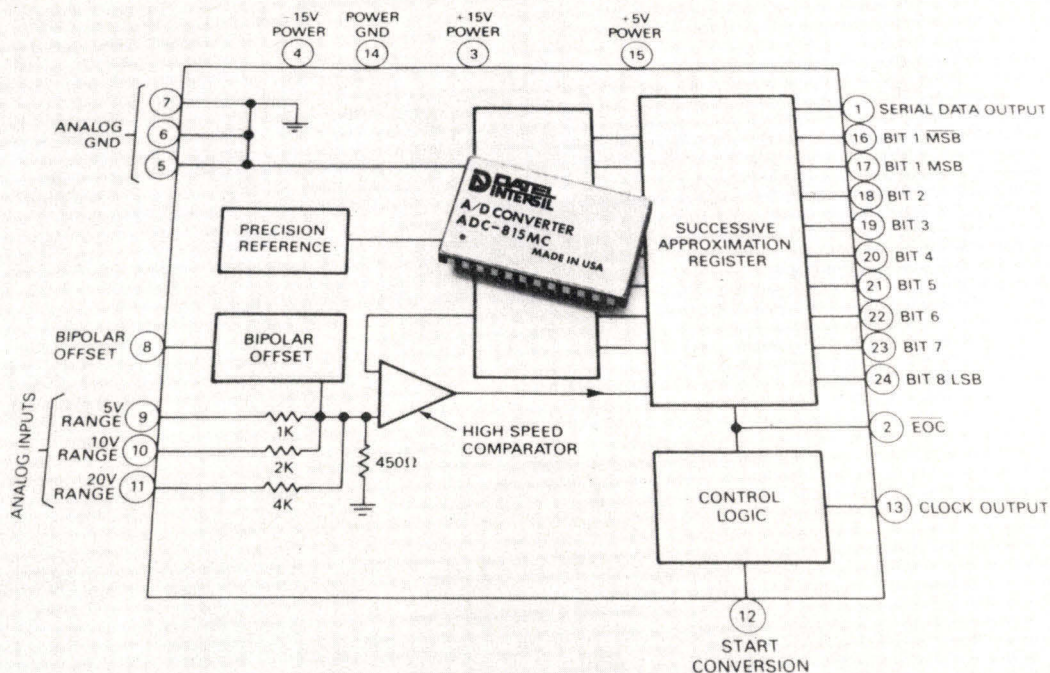 -15V
POWER
4
POWER
GND
14
+15V
POWER
3
+5V
POWER
15
ANALOG
GND
7
6
5
PRECISION
REFERENCE
BIPOLAR
OFFSET
8
BIPOLAR
OFFSET
ANALOG INPUTS
5V
RANGE
9
10V
RANGE
10
20V
RANGE
11
1K
2K
4K
450Ω
HIGH SPEED
COMPARATOR
DATEL
INTERSIL
A/D CONVERTER
ADC-815MC
MADE IN USA
SUCCESSIVE
APPROXIMATION
REGISTER
CONTROL
LOGIC
1 SERIAL DATA OUTPUT
16 BIT 1 M̅S̅B̅
17 BIT 1 MSB
18 BIT 2
19 BIT 3
20 BIT 4
21 BIT 5
22 BIT 6
23 BIT 7
24 BIT 8 LSB
2 E̅O̅C̅
13 CLOCK OUTPUT
12
START
CONVERSION